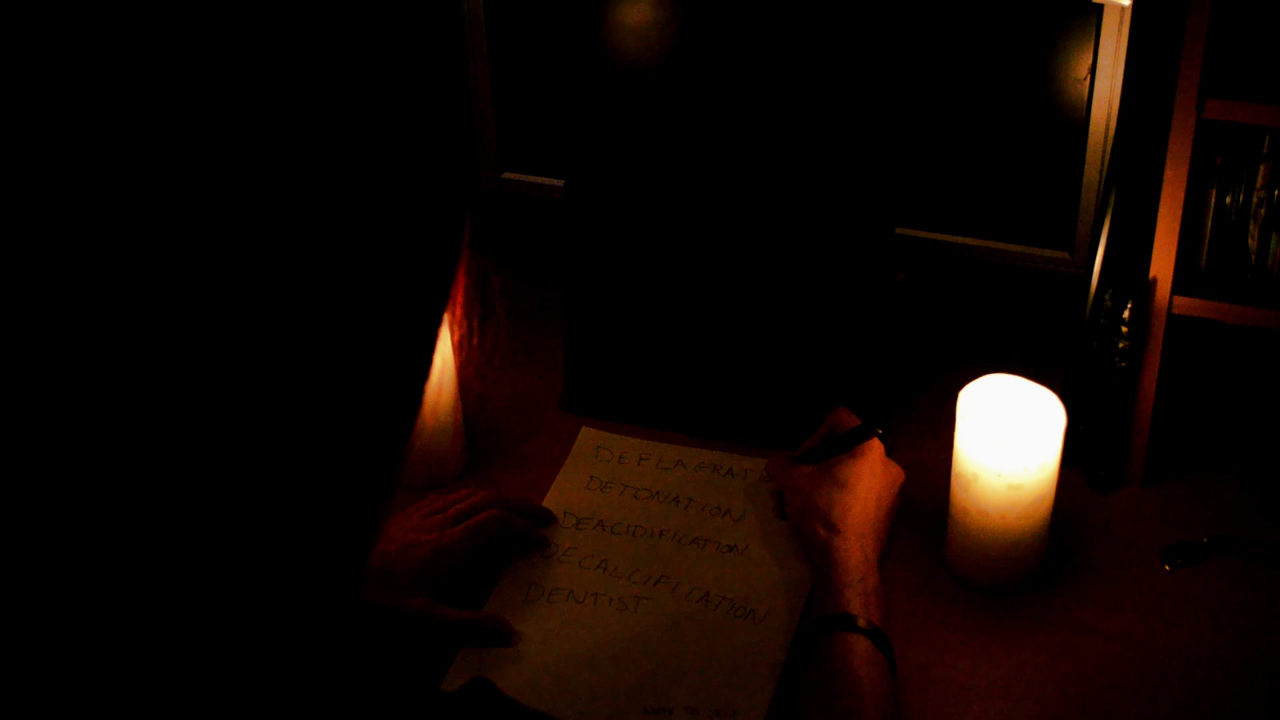 DEFLAGRATI
DETONATION
DEACIDIFICATION
DECALCIFICATION
DENTIST